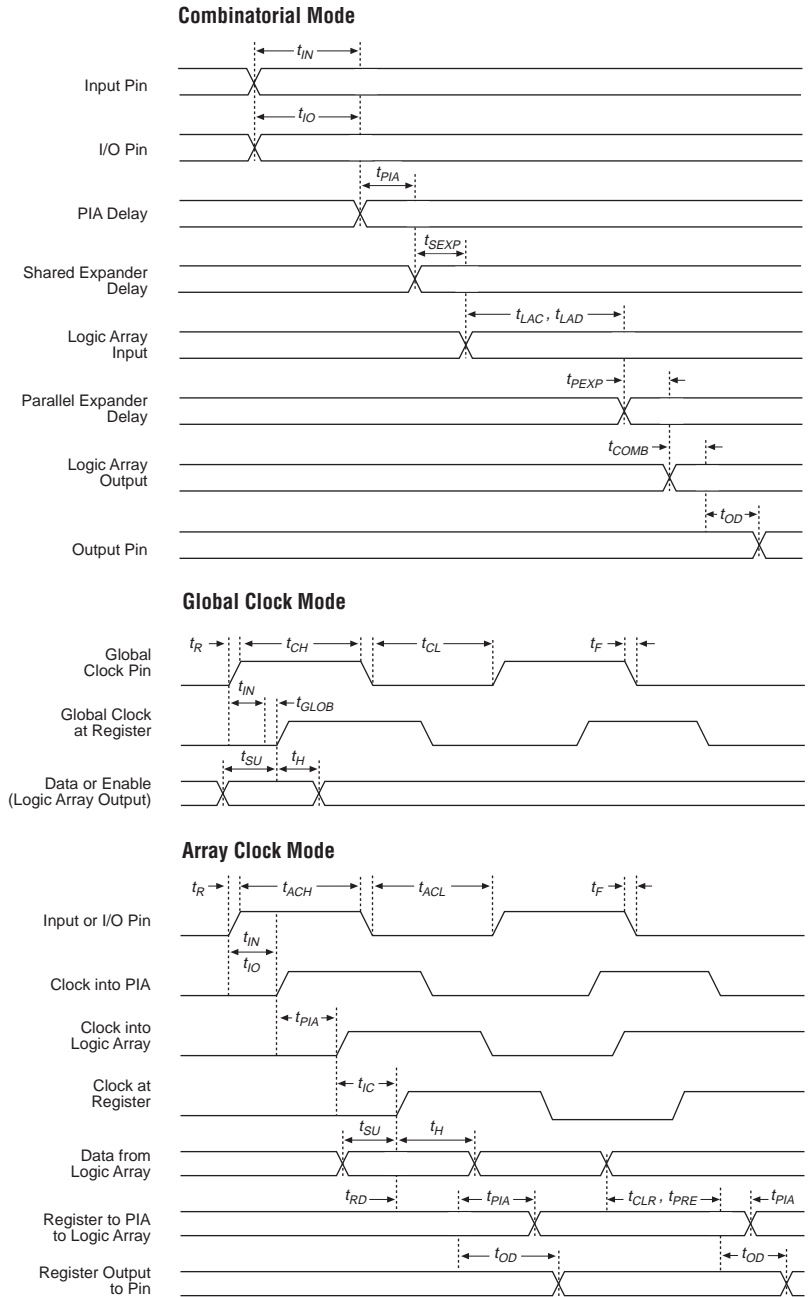 Combinatorial Mode
t_IN
Input Pin
t_IO
I/O Pin
t_PIA
PIA Delay
t_SEXP
Shared Expander
Delay
t_LAC , t_LAD
Logic Array
Input
t_PEXP
Parallel Expander
Delay
t_COMB
Logic Array
Output
t_OD
Output Pin
Global Clock Mode
t_R t_CH t_CL t_F
Global
Clock Pin
t_IN
t_GLOB
Global Clock
at Register
t_SU t_H
Data or Enable
(Logic Array Output)
Array Clock Mode
t_R t_ACH t_ACL t_F
Input or I/O Pin
t_IN
t_IO
Clock into PIA
t_PIA
Clock into
Logic Array
t_IC
Clock at
Register
t_SU t_H
Data from
Logic Array
t_RD t_PIA t_CLR , t_PRE t_PIA
Register to PIA
to Logic Array
t_OD t_OD
Register Output
to Pin